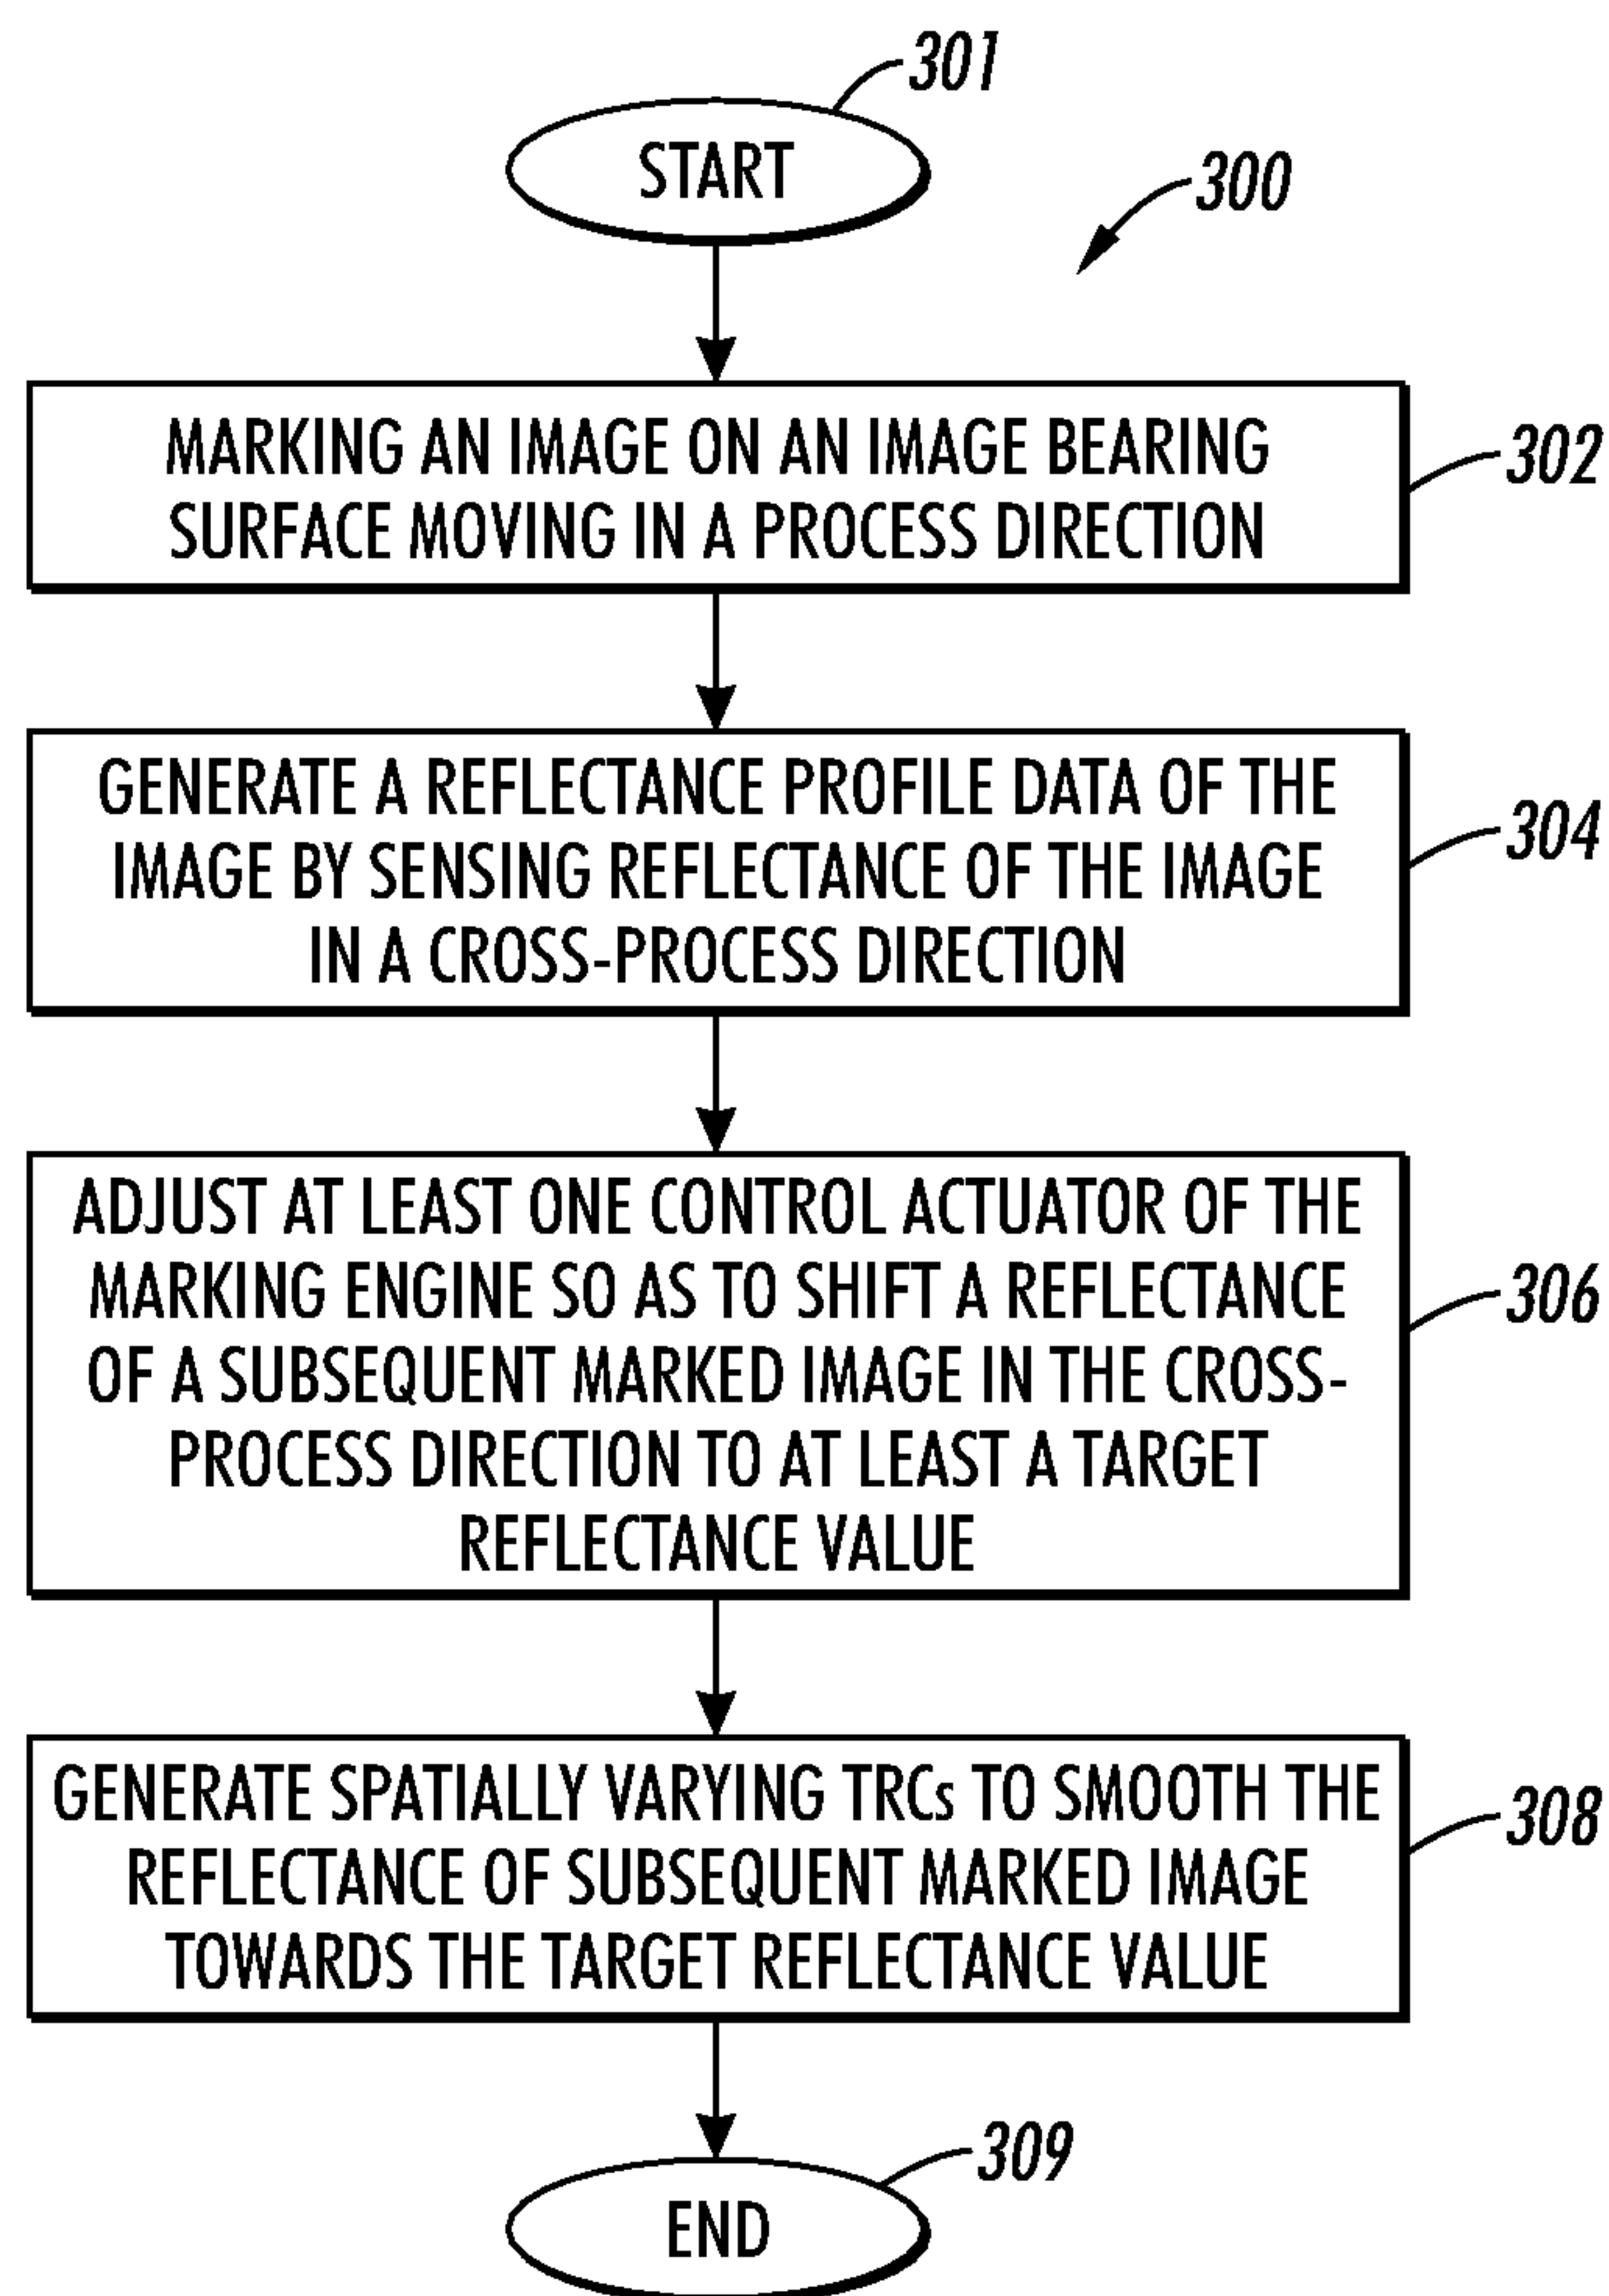 301
START
300
MARKING AN IMAGE ON AN IMAGE BEARING
SURFACE MOVING IN A PROCESS DIRECTION
302
GENERATE A REFLECTANCE PROFILE DATA OF THE
IMAGE BY SENSING REFLECTANCE OF THE IMAGE
IN A CROSS-PROCESS DIRECTION
304
ADJUST AT LEAST ONE CONTROL ACTUATOR OF THE
MARKING ENGINE SO AS TO SHIFT A REFLECTANCE
OF A SUBSEQUENT MARKED IMAGE IN THE CROSS-
PROCESS DIRECTION TO AT LEAST A TARGET
REFLECTANCE VALUE
306
GENERATE SPATIALLY VARYING TRCs TO SMOOTH THE
REFLECTANCE OF SUBSEQUENT MARKED IMAGE
TOWARDS THE TARGET REFLECTANCE VALUE
308
309
END